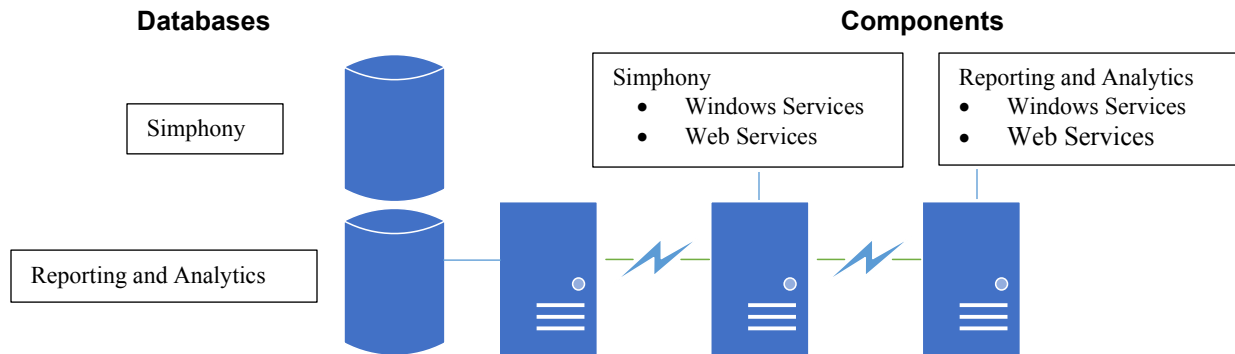 Databases
Components
Simphony
• Windows Services
• Web Services
Reporting and Analytics
• Windows Services
• Web Services
Simphony
Reporting and Analytics